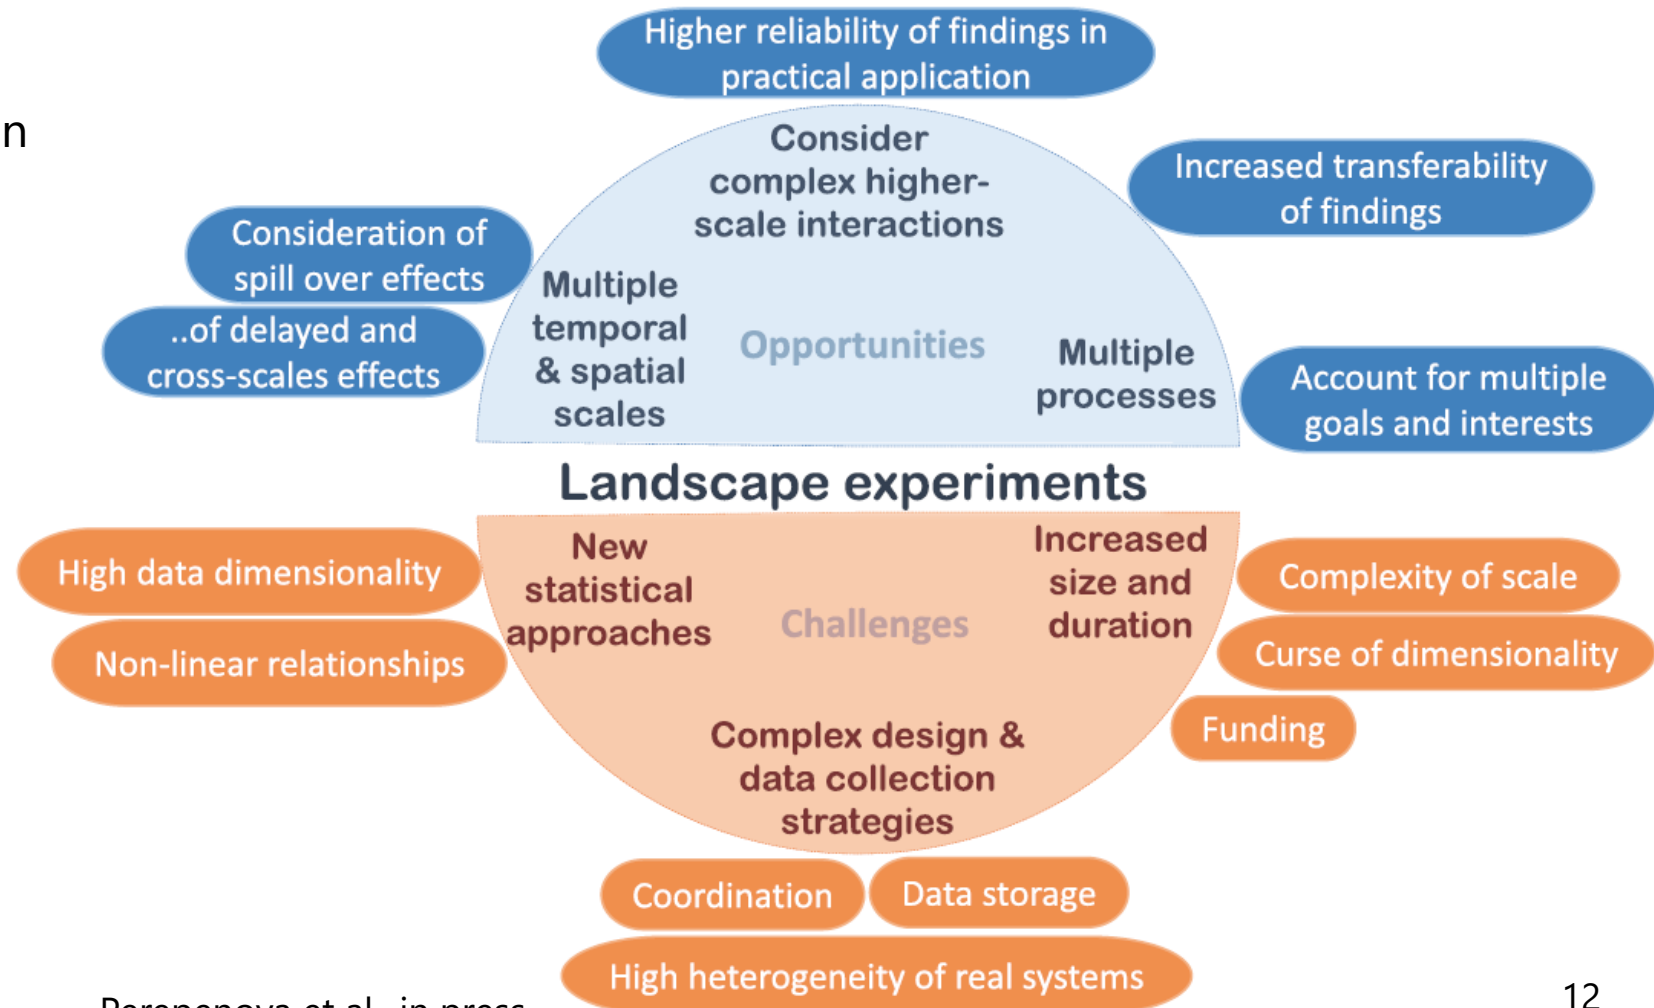 Higher reliability of findings in
practical application
n
Consider
complex higher-
scale interactions
Increased transferability
of findings
Consideration of
spill over effects
..of delayed and
cross-scales effects
Multiple
temporal
& spatial
scales
Opportunities
Multiple
processes
Account for multiple
goals and interests
Landscape experiments
High data dimensionality
Non-linear relationships
New
statistical
approaches
Challenges
Increased
size and
duration
Complexity of scale
Curse of dimensionality
Funding
Complex design &
data collection
strategies
Coordination
Data storage
High heterogeneity of real systems
et al., in press
12